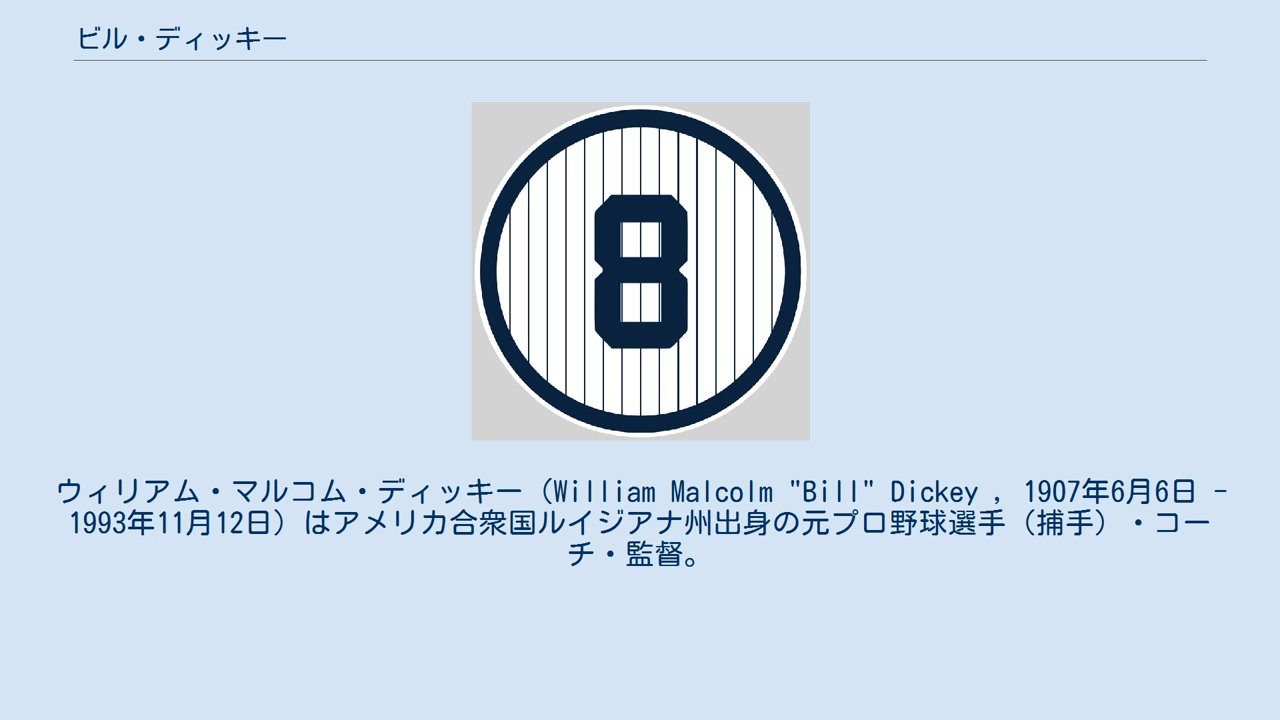 ビル・ディッキー
8
ウィリアム・マルコム・ディッキー（William Malcolm "Bill" Dickey , 1907年6月6日 -
1993年11月12日）はアメリカ合衆国ルイジアナ州出身の元プロ野球選手（捕手）・コー
チ・監督。